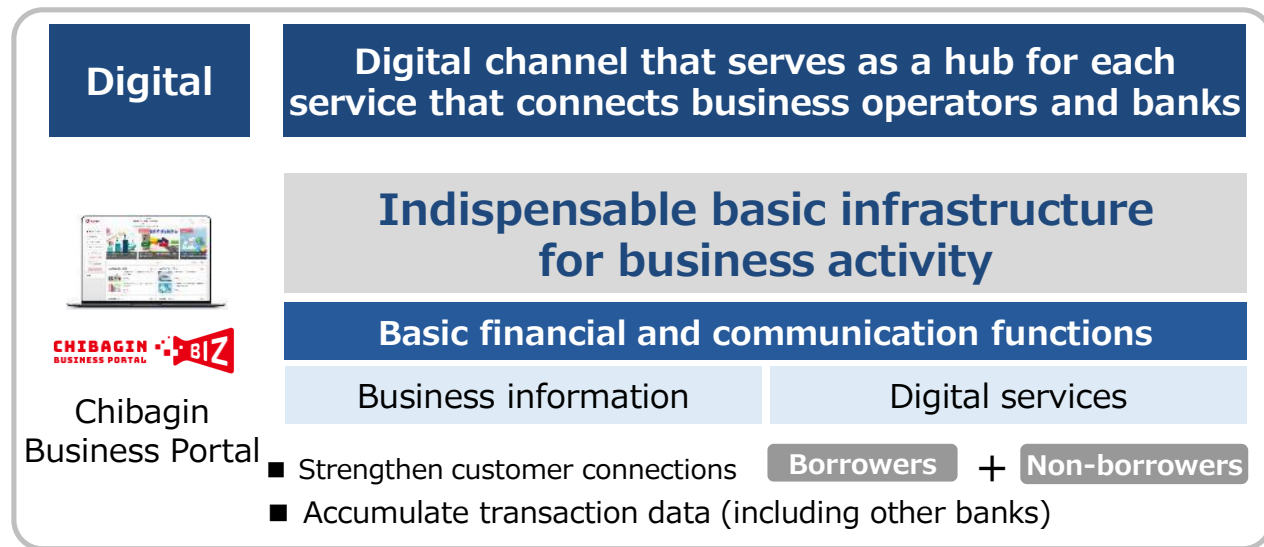 Digital
Digital channel that serves as a hub for each
service that connects business operators and banks
Indispensable basic infrastructure
for business activity
Basic financial and communication functions
CHIBAGIN
BUSINESS PORTAL
BIZ
Business information
Digital services
Chibagin
Business Portal
■ Strengthen customer connections
Borrowers
+
Non-borrowers
■ Accumulate transaction data (including other banks)